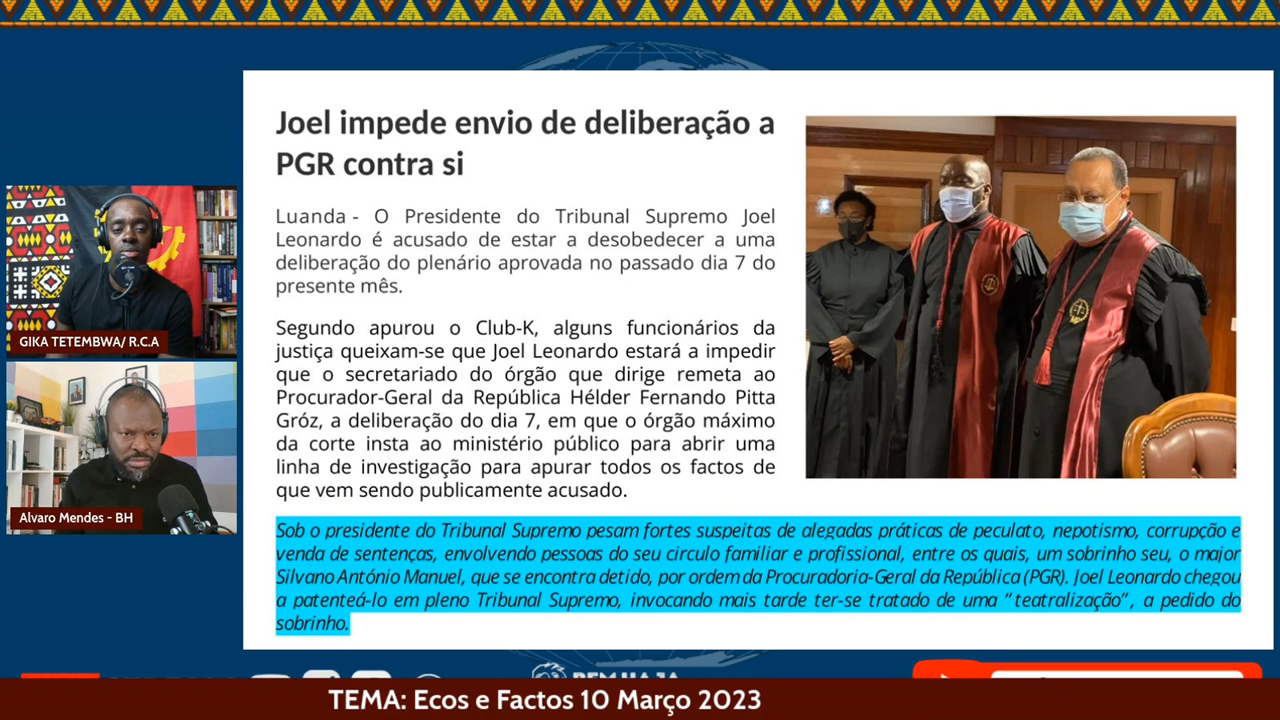 Joel impede envio de deliberação a
PGR contra si
Luanda - O Presidente do Tribunal Supremo Joel
Leonardo é acusado de estar a desobedecer a uma
deliberação do plenário aprovada no passado dia 7 do
presente mês.
Segundo apurou o Club-K, alguns funcionários da
justiça queixam-se que Joel Leonardo estará a impedir
que o secretariado do órgão que dirige remeta ao
Procurador-Geral da República Hélder Fernando Pitta
Gróz, a deliberação do dia 7, em que o órgão máximo
da corte insta ao ministério público para abrir uma
linha de investigação para apurar todos os factos de
que vem sendo publicamente acusado.
Sob o presidente do Tribunal Supremo pesam fortes suspeitas de alegadas práticas de peculato, nepotismo, corrupção e
venda de sentenças, envolvendo pessoas do seu circulo familiar e profissional, entre os quais, um sobrinho seu, o major
Silvano António Manuel, que se encontra detido, por ordem da Procuradoria-Geral da República (PGR). Joel Leonardo chegou
a patenteá-lo em pleno Tribunal Supremo, invocando mais tarde ter-se tratado de uma “teatralização”, a pedido do
sobrinho.
GIKA TETEMBWA/ R.C.A
Alvaro Mendes - BH
TEMA: Ecos e Factos 10 Março 2023